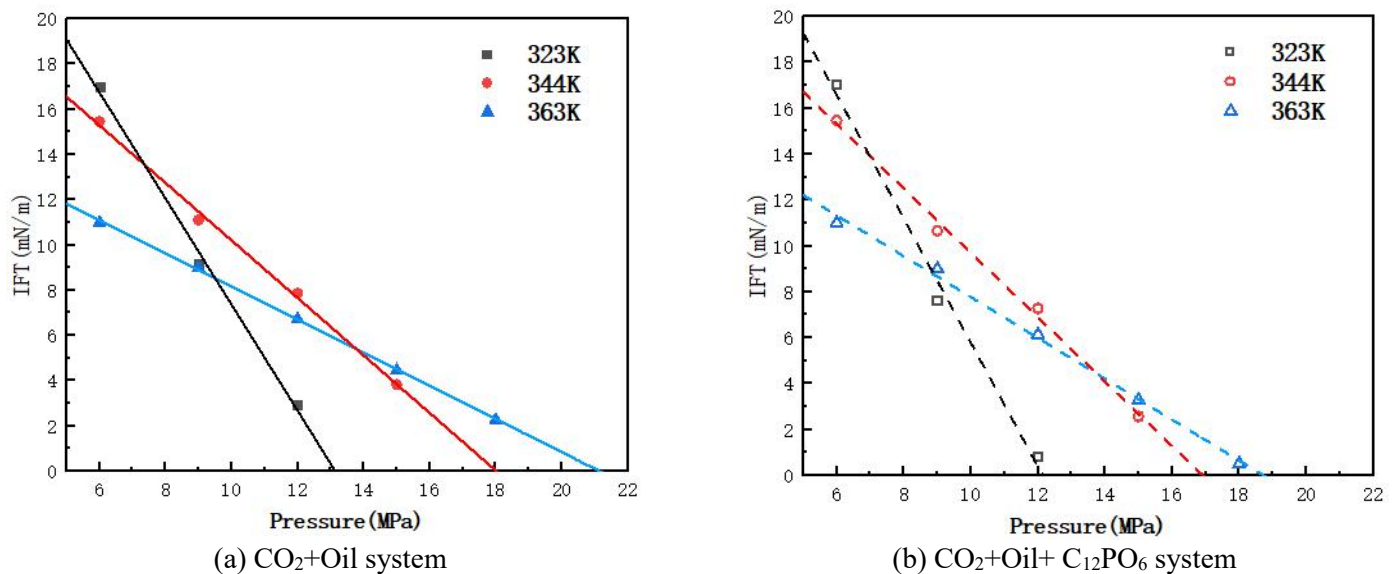 20
18
16
14
12
10
8
6
4
2
0
IFT(mN/m)
323K
344K
363K
6 8 10 12 14 16 18 20 22
Pressure(MPa)
(a) CO₂+Oil system
20
18
16
14
12
10
8
6
4
2
0
IFT(mN/m)
323K
344K
363K
6 8 10 12 14 16 18 20 22
Pressure(MPa)
(b) CO₂+Oil+ C₁₂PO₆ system